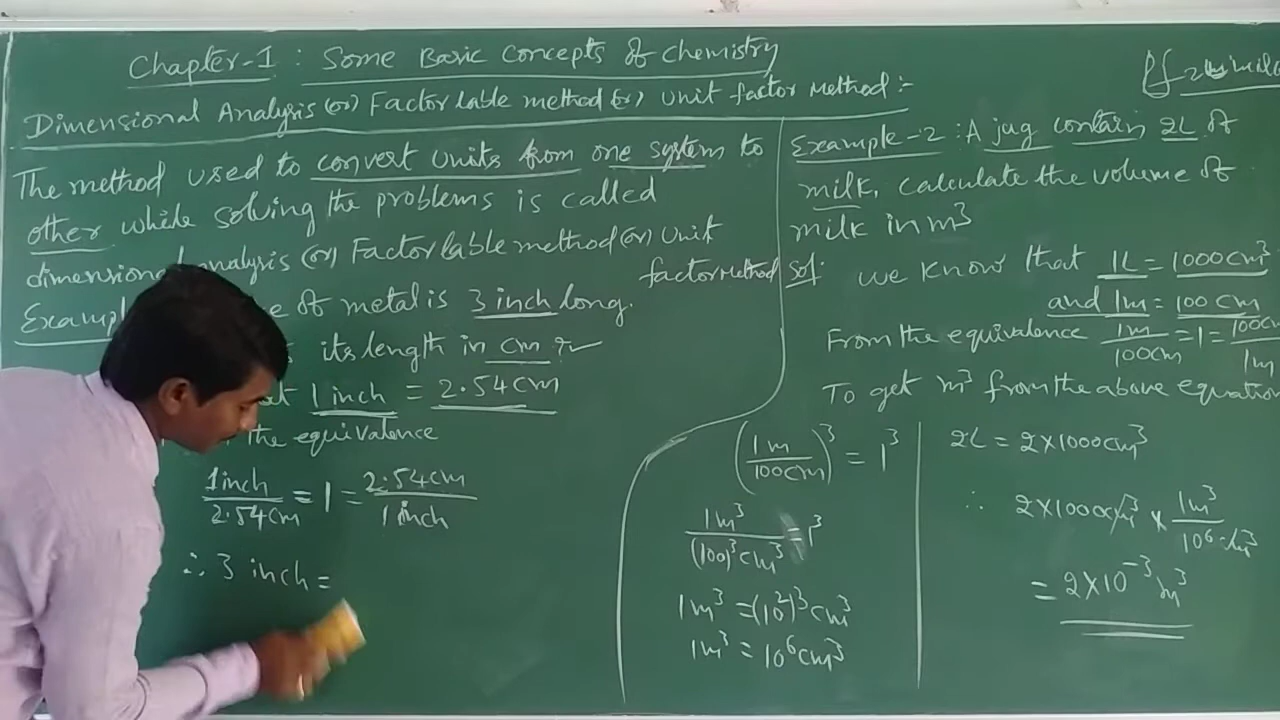 Chapter-1 : Some Basic Concepts of Chemistry
Dimensional Analysis (or) Factor lable method (or) Unit factor Method :-
The method used to convert units from one system to
other while solving the problems is called
dimensional analysis (or) Factor lable method (or) Unit
factor Method
Exampl of metal is 3 inch long.
its length in cm ?
1 inch = 2.54 cm
the equivalence
1 inch / 2.54 cm = 1 = 2.54 cm / 1 inch
∴ 3 inch =
Example-2 : A jug contain 2L of
milk, calculate the volume of
milk in m³
Sol: we know that 1L = 1000 cm³
and 1m = 100 cm
From the equivalence 1m / 100cm = 1 = 100cm / 1m
To get m³ from the above equation
(1m / 100cm)³ = 1³
1m³ / (100)³ cm³ = 1³
1m³ = (10²)³ cm³
1m³ = 10⁶ cm³
2L = 2×1000 cm³
∴ 2×1000 cm³ × 1m³ / 10⁶ cm³
= 2×10⁻³ m³